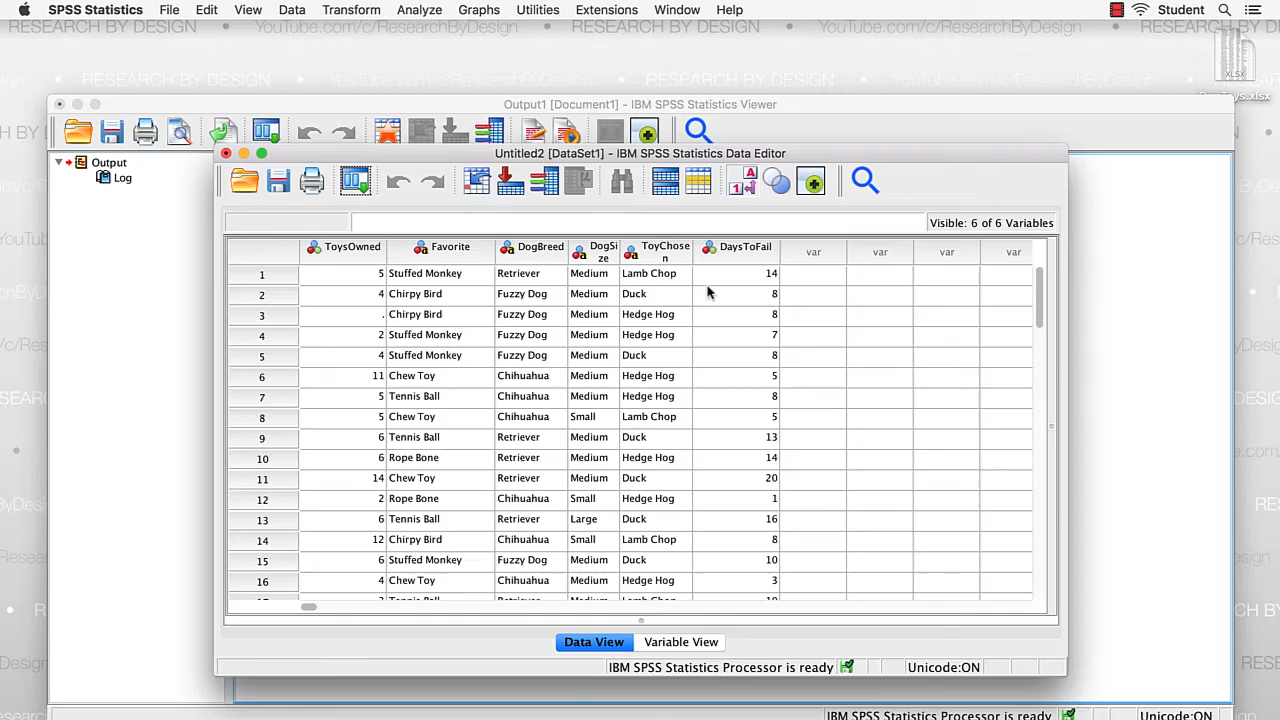 SPSS Statistics File Edit View Data Transform Analyze Graphs Utilities Extensions Window Help Student
RESEARCH BY DESIGN • YouTube.com/c/ResearchByDesign • RESEARCH BY DESIGN • YouTube.com/c/ResearchByDesign
RESEARCH BY DESIGN • YouTube.com/c/ResearchByDesign • RESEARCH BY DESIGN • YouTube.com/c/ResearchByDesign
XLSX
Output1 [Document1] - IBM SPSS Statistics Viewer
Output
Log
Untitled2 [DataSet1] - IBM SPSS Statistics Data Editor
Visible: 6 of 6 Variables
ToysOwned Favorite DogBreed DogSize ToyChosen DaysToFail var var var var
1 5 Stuffed Monkey Retriever Medium Lamb Chop 14
2 4 Chirpy Bird Fuzzy Dog Medium Duck 8
3 . Chirpy Bird Fuzzy Dog Medium Hedge Hog 8
4 2 Stuffed Monkey Fuzzy Dog Medium Hedge Hog 7
5 4 Stuffed Monkey Fuzzy Dog Medium Duck 8
6 11 Chew Toy Chihuahua Medium Hedge Hog 5
7 5 Tennis Ball Chihuahua Medium Hedge Hog 8
8 5 Chew Toy Chihuahua Small Lamb Chop 5
9 6 Tennis Ball Retriever Medium Duck 13
10 6 Rope Bone Retriever Medium Hedge Hog 14
11 14 Chew Toy Retriever Medium Duck 20
12 2 Rope Bone Chihuahua Small Hedge Hog 1
13 6 Tennis Ball Retriever Large Duck 16
14 12 Chirpy Bird Chihuahua Small Lamb Chop 8
15 6 Stuffed Monkey Fuzzy Dog Medium Duck 10
16 4 Chew Toy Chihuahua Medium Hedge Hog 3
Data View Variable View
IBM SPSS Statistics Processor is ready Unicode:ON
IBM SPSS Statistics Processor is ready Unicode:ON